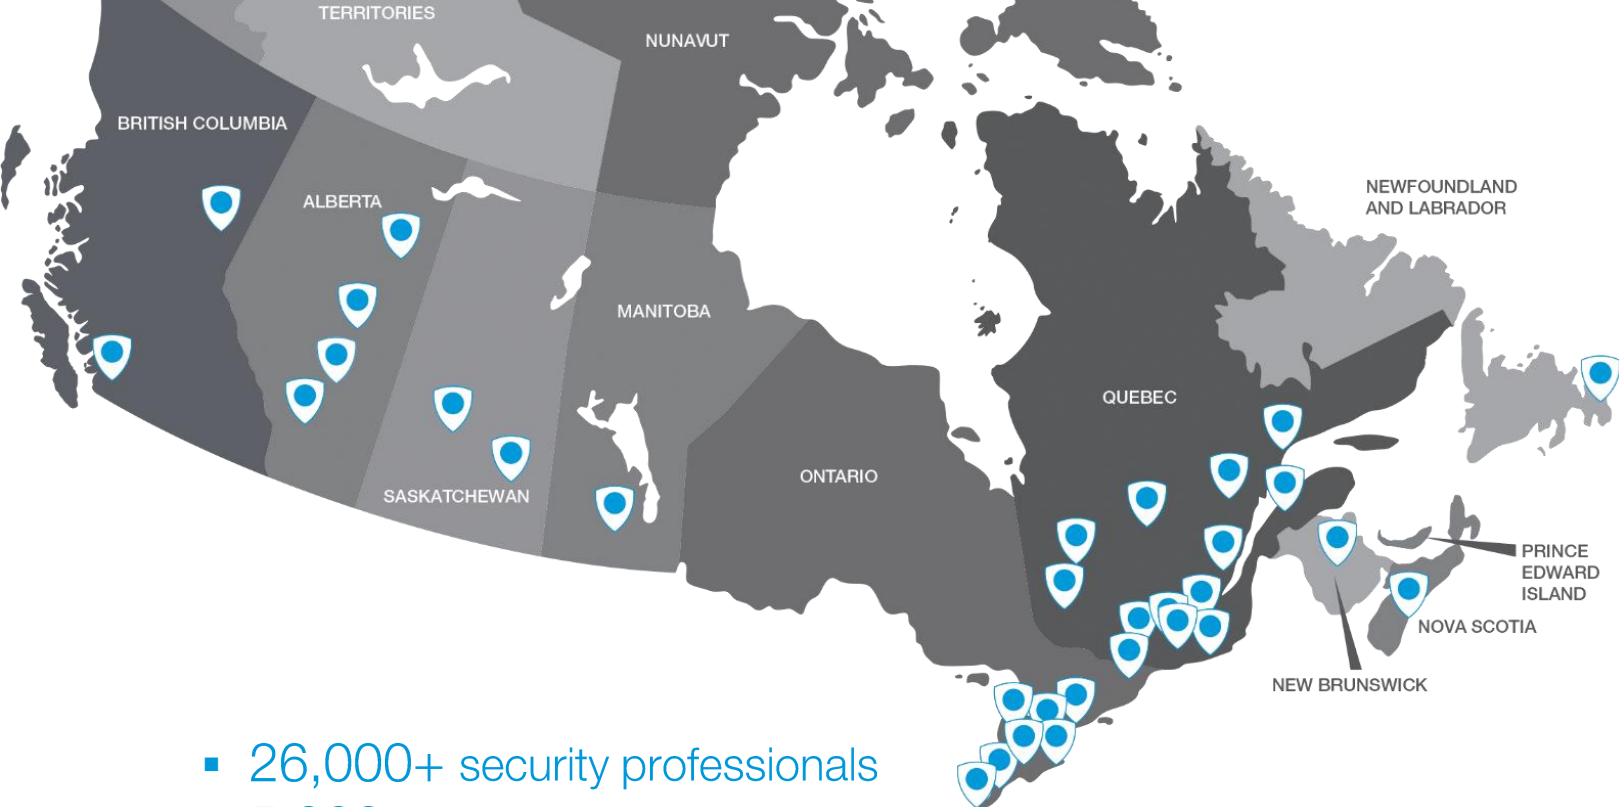 TERRITORIES
NUNAVUT
BRITISH COLUMBIA
ALBERTA
NEWFOUNDLAND
AND LABRADOR
MANITOBA
QUEBEC
ONTARIO
SASKATCHEWAN
PRINCE
EDWARD
ISLAND
NOVA SCOTIA
NEW BRUNSWICK
▪ 26,000+ security professionals